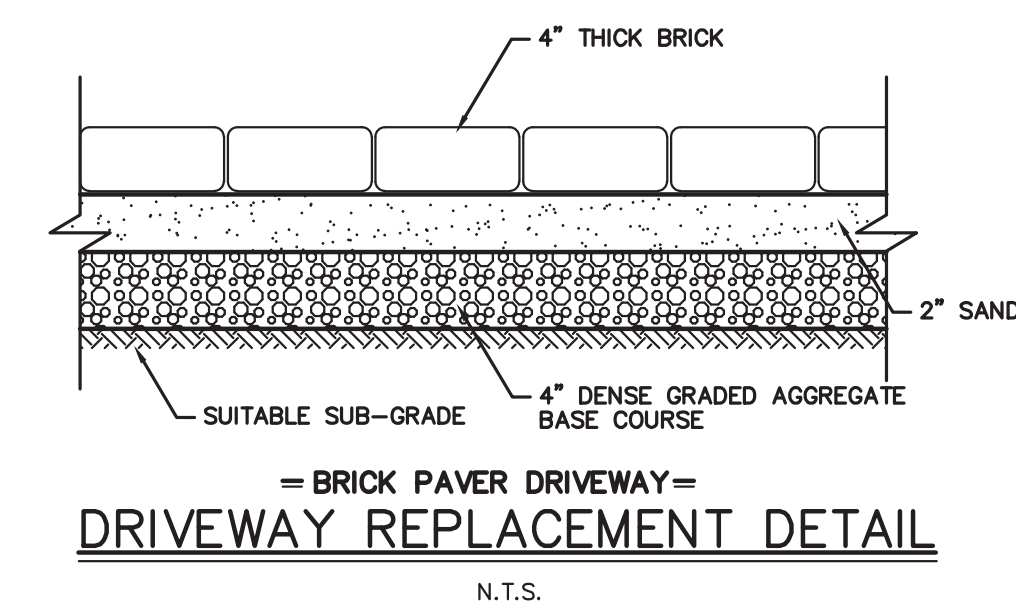 4” THICK BRICK
2” SAND
4” DENSE GRADED AGGREGATE
BASE COURSE
SUITABLE SUB-GRADE
=BRICK PAVER DRIVEWAY=
DRIVEWAY REPLACEMENT DETAIL
N.T.S.